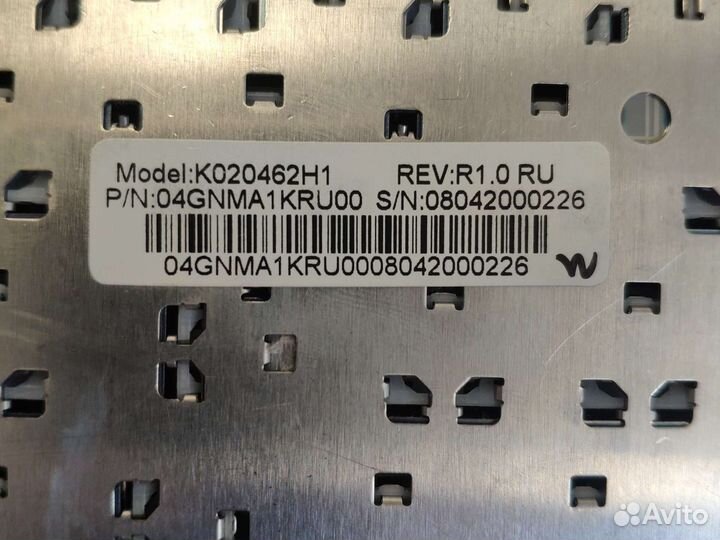 Model:K020462H1 REV:R1.0 RU
P/N:04GNMA1KRU00 S/N:08042000226
04GNMA1KRU0008042000226
W
Avito